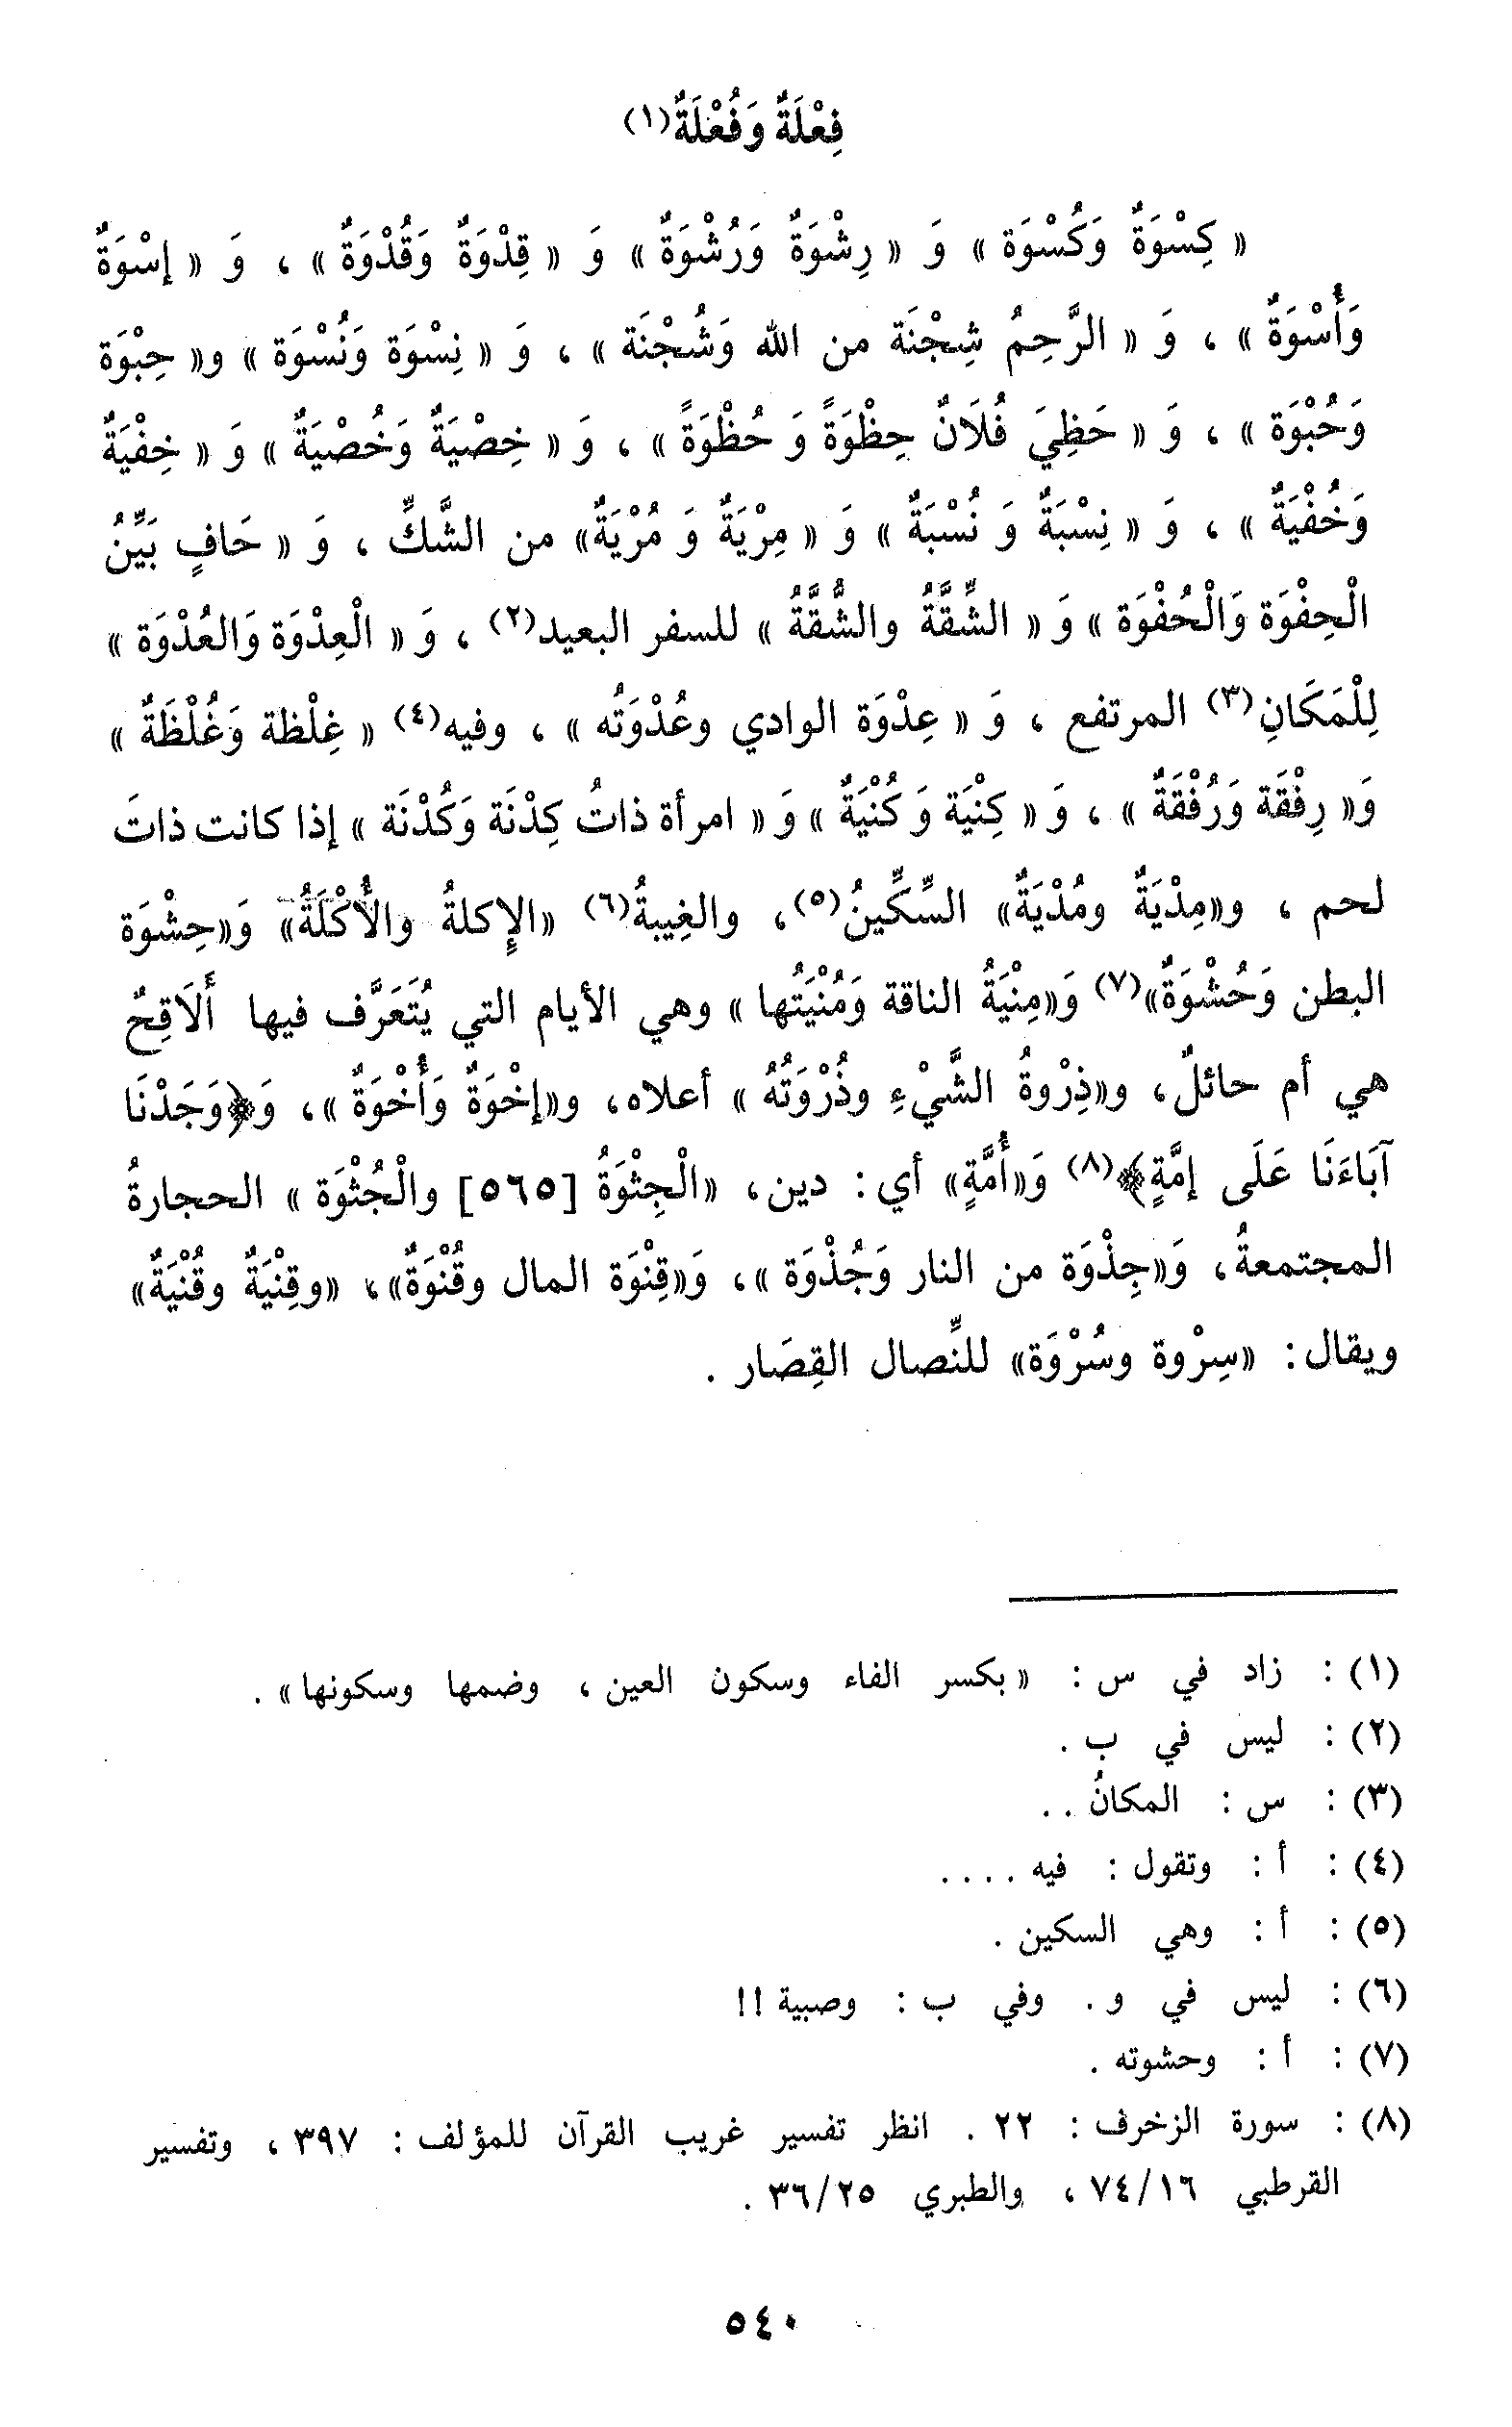 فِعْلَةٌ وَفُعْلَةٌ(١)
« كِسْوَةٌ وَكُسْوَة » وَ « رِشْوَةٌ وَرُشْوَةٌ » وَ « قِدْوَةٌ وَقُدْوَةٌ » ، وَ « إسْوَةٌ
وَأُسْوَةٌ » ، وَ « الرَّحِمُ شِجْنَة من الله وَشُجْنَة » ، وَ « نِسْوَة وَنُسْوَة » و« حِبْوَة
وَحُبْوَة » ، وَ « حَظِيَ فُلَانٌ حِظْوَةً وَ حُظْوَةً » ، وَ « خِصْيَةٌ وَخُصْيَةٌ » وَ « خِفْيَةٌ
وَخُفْيَةٌ » ، وَ « نِسْبَةٌ وَ نُسْبَةٌ » وَ « مِرْيَةٌ وَ مُرْيَةٌ» من الشَّكِّ ، وَ « حَافٍ بَيِّنُ
الْحِفْوَة وَالْحُفْوَة » وَ « الشِّقَّةُ والشُّقَّةُ » للسفر البعيد(٢) ، وَ « الْعِدْوَة وَالعُدْوَة »
لِلْمَكَانِ(٣) المرتفع ، وَ « عِدْوَة الوادي وعُدْوَتُه » ، وفيه(٤) « غِلْظة وَغُلْظَةٌ »
وَ« رِفْقَة وَرُفْقَةٌ » ، وَ « كِنْيَة وَ كُنْيَةٌ » وَ « امرأة ذاتُ كِدْنَة وَكُدْنَة » إذا كانت ذاتَ
لحم ، و«مِدْيَةٌ ومُدْيَةٌ» السِّكِّينُ(٥)، والغِيبةُ(٦) «الإِكلةُ والأُكْلَةُ» وَ«حِشْوَة
البطن وَحُشْوَةٌ»(٧) وَ«مِنْيَةُ الناقة وَمُنْيَتُها » وهي الأيام التي يُتَعَرَّف فيها أَلَاقِحٌ
هي أم حائلٌ، و«ذِرْوةُ الشَّيْءِ وذُرْوَتُهُ » أعلاه، و«إخْوَةٌ وَأُخْوَةٌ »، وَ﴿وَجَدْنَا
آبَاءَنَا عَلَى إمَّةٍ﴾(٨) وَ«أُمَّةٍ» أي: دين، «الْجِثْوَةُ [٥٦٥] والْجُثْوَة » الحجارةُ
المجتمعةُ، وَ«جِذْوَة من النار وَجُذْوَة »، وَ«قِنْوَة المال وقُنْوَةٌ»، «وقِنْيَةٌ وقُنْيَةٌ»
ويقال: «سِرْوة وسُرْوَة» للنِّصال القِصَار .
(١) : زاد في س : « بكسر الفاء وسكون العين ، وضمها وسكونها» .
(٢) : ليس في ب .
(٣) : س : المكانُ . .
(٤) : أ : وتقول : فيه . . . .
(٥) : أ : وهي السكين .
(٦) : ليس في و . وفي ب : وصبية !!
(٧) : أ : وحشوته .
(٨) : سورة الزخرف : ٢٢ . انظر تفسير غريب القرآن للمؤلف : ٣٩٧ ، وتفسير
القرطبي ٧٤/١٦ ، والطبري ٣٦/٢٥ .
٥٤٠